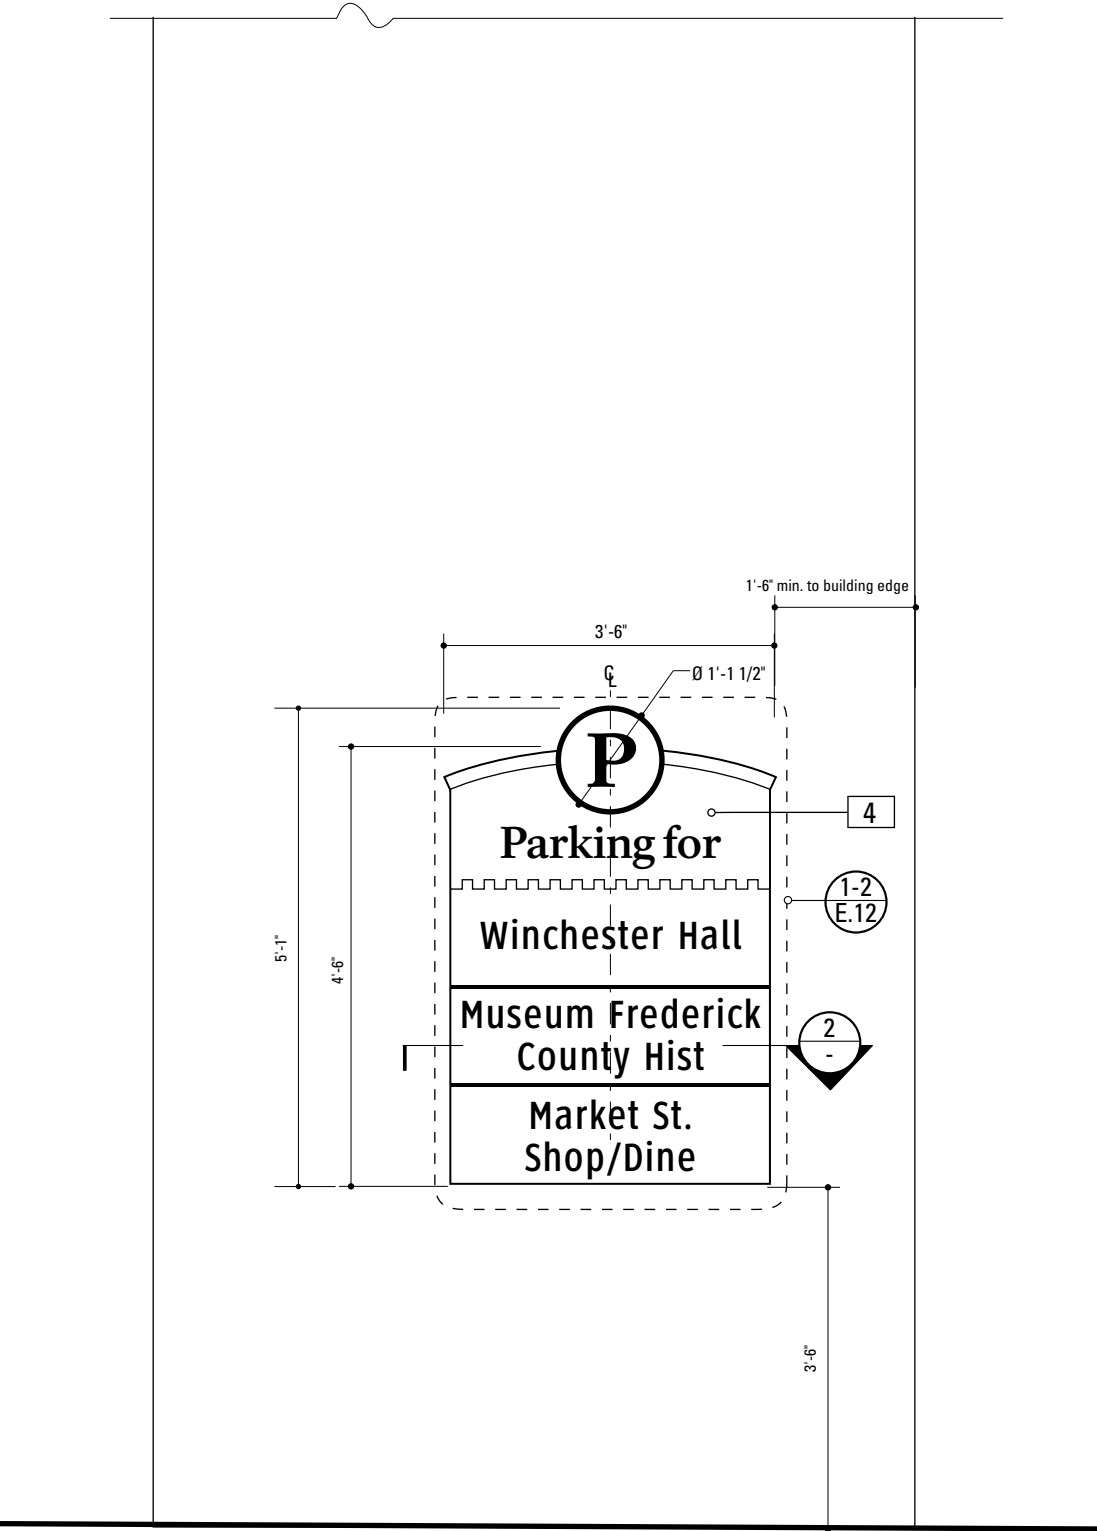 1'-6" min. to building edge
3'-6"
℄
Ø 1'-1 1/2"
P
4
Parking for
1-2
E.12
Winchester Hall
5'-1"
4'-6"
Museum Frederick
County Hist
2
-
Market St.
Shop/Dine
3'-6"